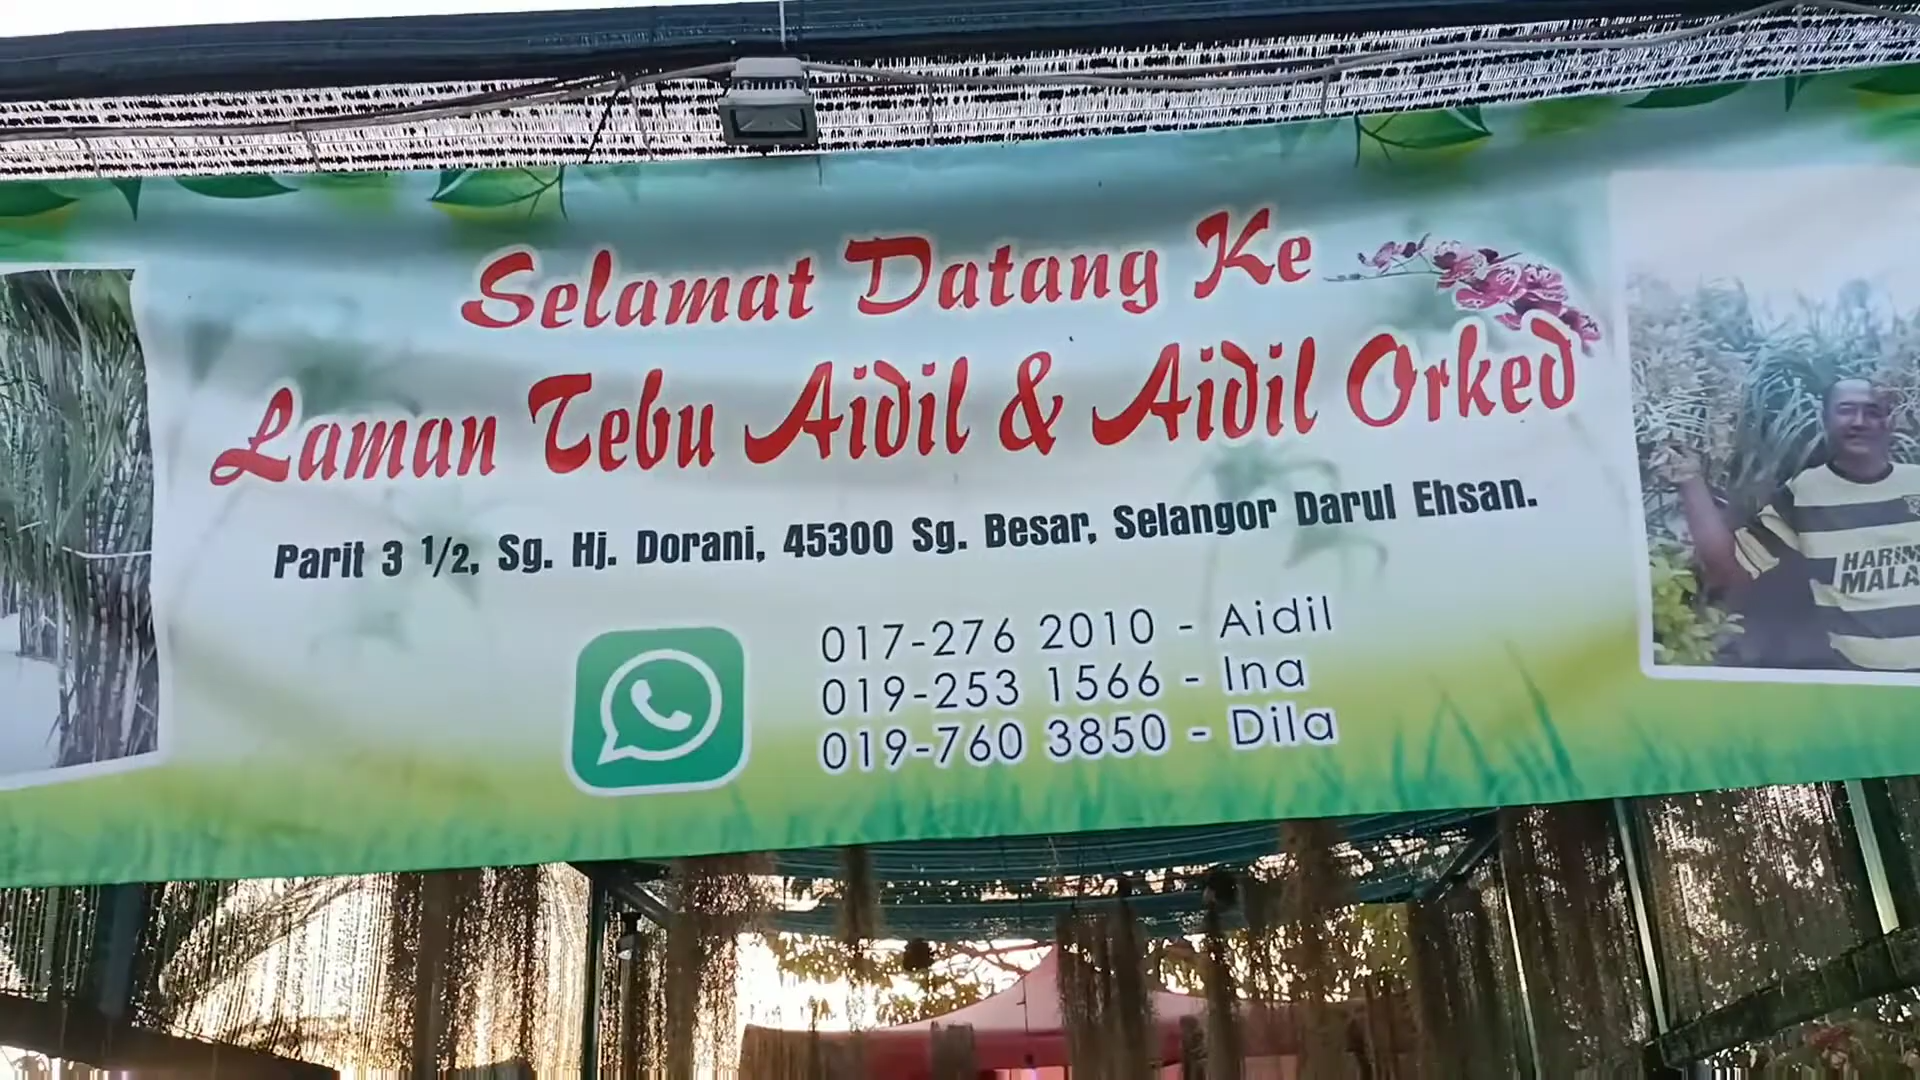 Selamat Datang Ke
Laman Tebu Aidil & Aidil Orked
Parit 3 1/2, Sg. Hj. Dorani, 45300 Sg. Besar, Selangor Darul Ehsan.
017-276 2010 - Aidil
019-253 1566 - Ina
019-760 3850 - Dila